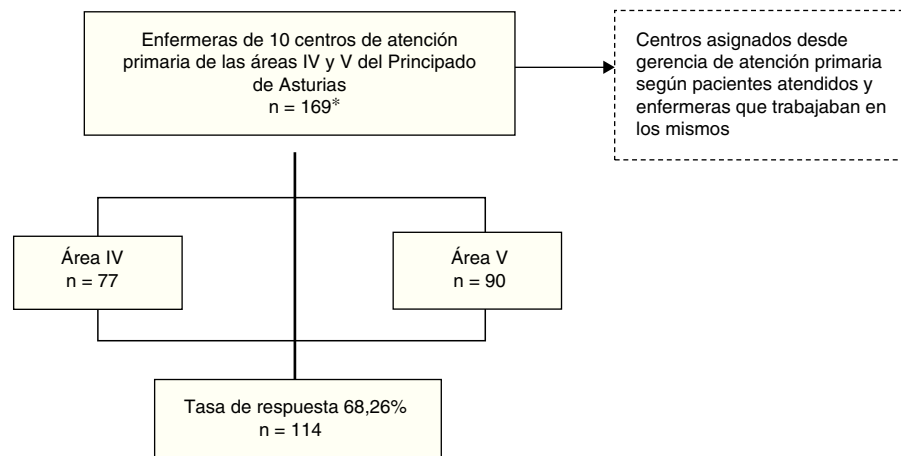 Enfermeras de 10 centros de atención
primaria de las áreas IV y V del Principado
de Asturias
n = 169*
Centros asignados desde
gerencia de atención primaria
según pacientes atendidos y
enfermeras que trabajaban en
los mismos
Área IV
n = 77
Área V
n = 90
Tasa de respuesta 68,26%
n = 114